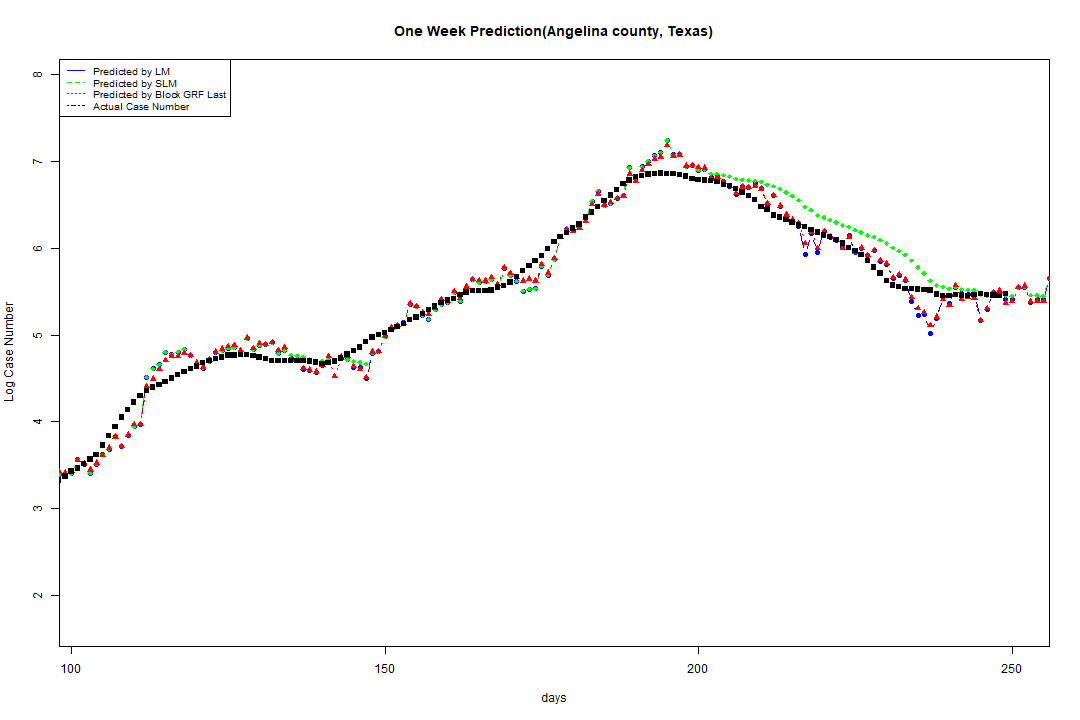 One Week Prediction(Angelina county, Texas)
Predicted by LM
Predicted by SLM
Predicted by Block GRF Last
Actual Case Number
8
7
6
5
4
3
2
Log Case Number
100 150 200 250
days